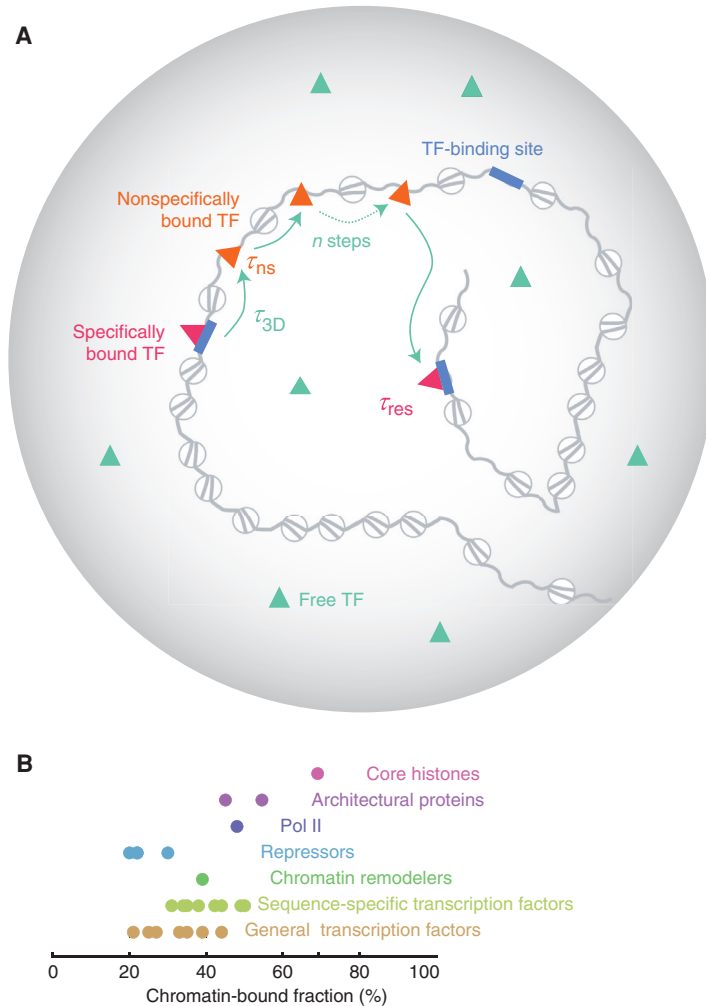 A
TF-binding site
Nonspecifically
bound TF
n steps
τns
τ3D
Specifically
bound TF
τres
Free TF
B
Core histones
Architectural proteins
Pol II
Repressors
Chromatin remodelers
Sequence-specific transcription factors
General transcription factors
0 20 40 60 80 100
Chromatin-bound fraction (%)